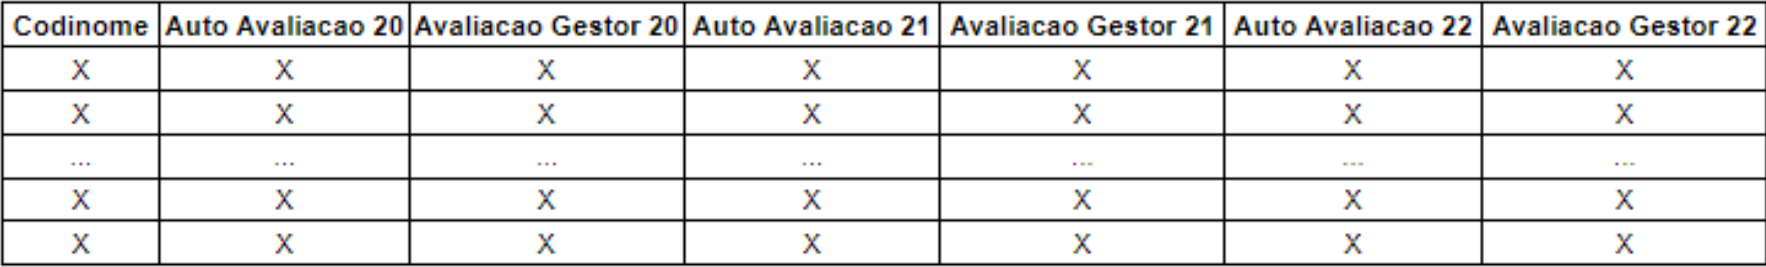 Codinome Auto Avaliacao 20 Avaliacao Gestor 20 Auto Avaliacao 21 Avaliacao Gestor 21 Auto Avaliacao 22 Avaliacao Gestor 22
X X X X X X X
X X X X X X X
... ... ... ... ... ... ...
X X X X X X X
X X X X X X X